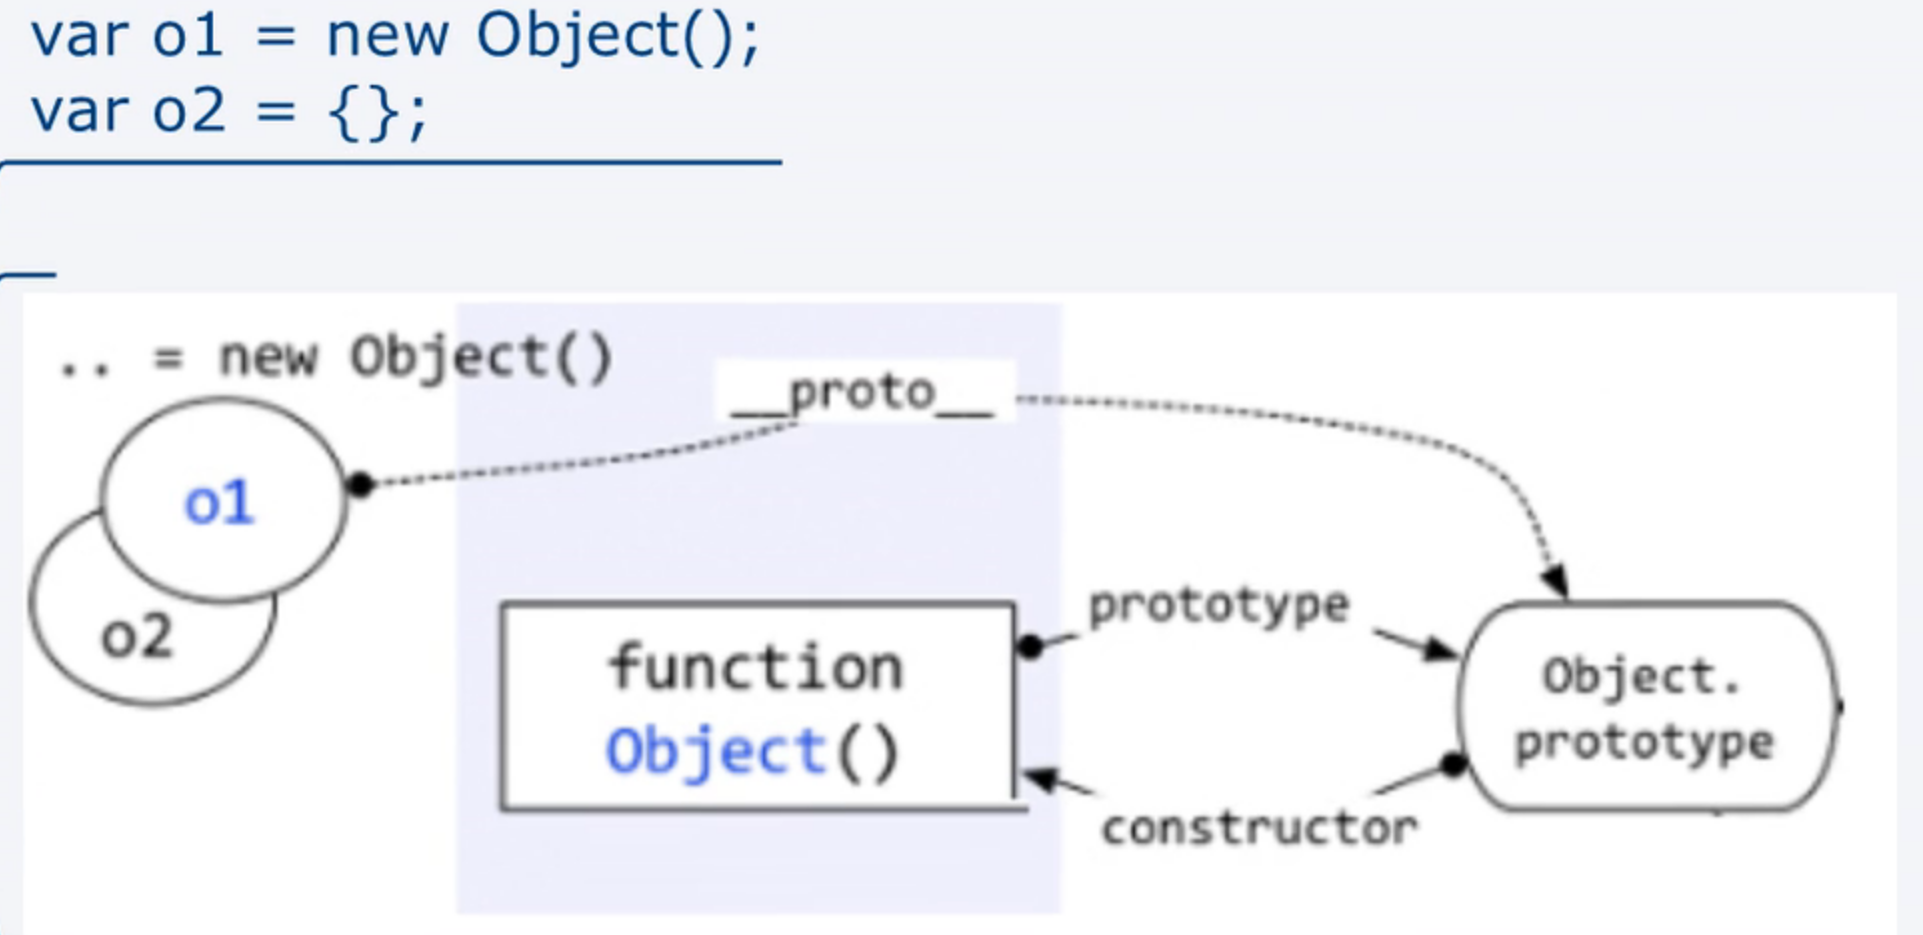 var o1 = new Object();
var o2 = {};
.. = new Object()
__proto__
o1
o2
prototype
function
Object()
Object.
prototype
constructor